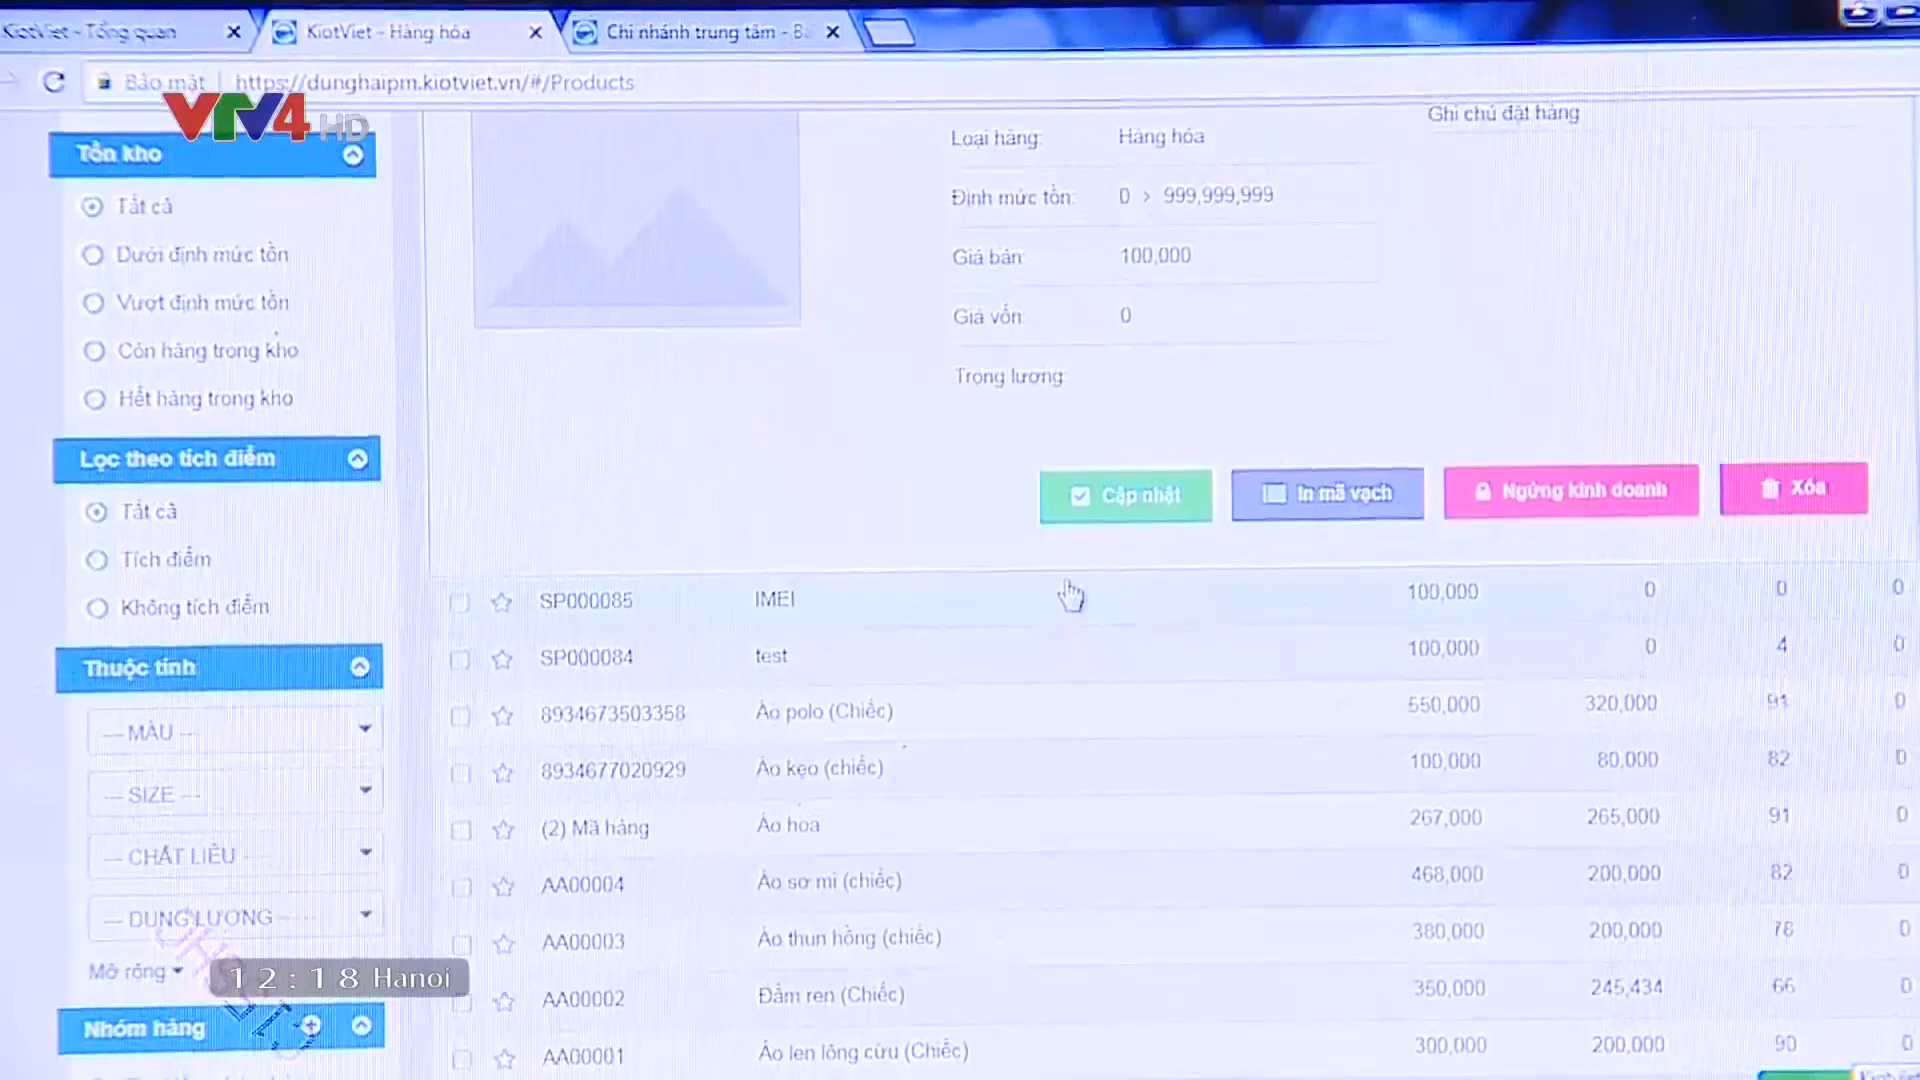 KiotViet - Tổng quan
KiotViet - Hàng hóa
Chi nhánh trung tâm - Bá
Bảo mật
https://dunghaipm.kiotviet.vn/#/Products
VTV4 HD
Tồn kho
Tất cả
Dưới định mức tồn
Vượt định mức tồn
Còn hàng trong kho
Hết hàng trong kho
Lọc theo tích điểm
Tất cả
Tích điểm
Không tích điểm
Thuộc tính
--- MÀU ---
--- SIZE ---
--- CHẤT LIỆU ---
--- DUNG LƯỢNG ---
Mở rộng
12:18 Hanoi
Nhóm hàng
Ghi chú đặt hàng
Loại hàng: Hàng hóa
Định mức tồn: 0 > 999,999,999
Giá bán: 100,000
Giá vốn: 0
Trọng lượng:
Cập nhật
In mã vạch
Ngừng kinh doanh
Xóa
SP000085 IMEI 100,000 0 0 0
SP000084 test 100,000 0 4 0
8934673503358 Áo polo (Chiếc) 550,000 320,000 91 0
8934677020929 Áo kẹo (chiếc) 100,000 80,000 82 0
(2) Mã hàng Áo hoa 267,000 265,000 91 0
AA00004 Áo sơ mi (chiếc) 468,000 200,000 82 0
AA00003 Áo thun hồng (chiếc) 380,000 200,000 78 0
AA00002 Đầm ren (Chiếc) 350,000 245,434 66 0
AA00001 Áo len lông cừu (Chiếc) 300,000 200,000 90 0